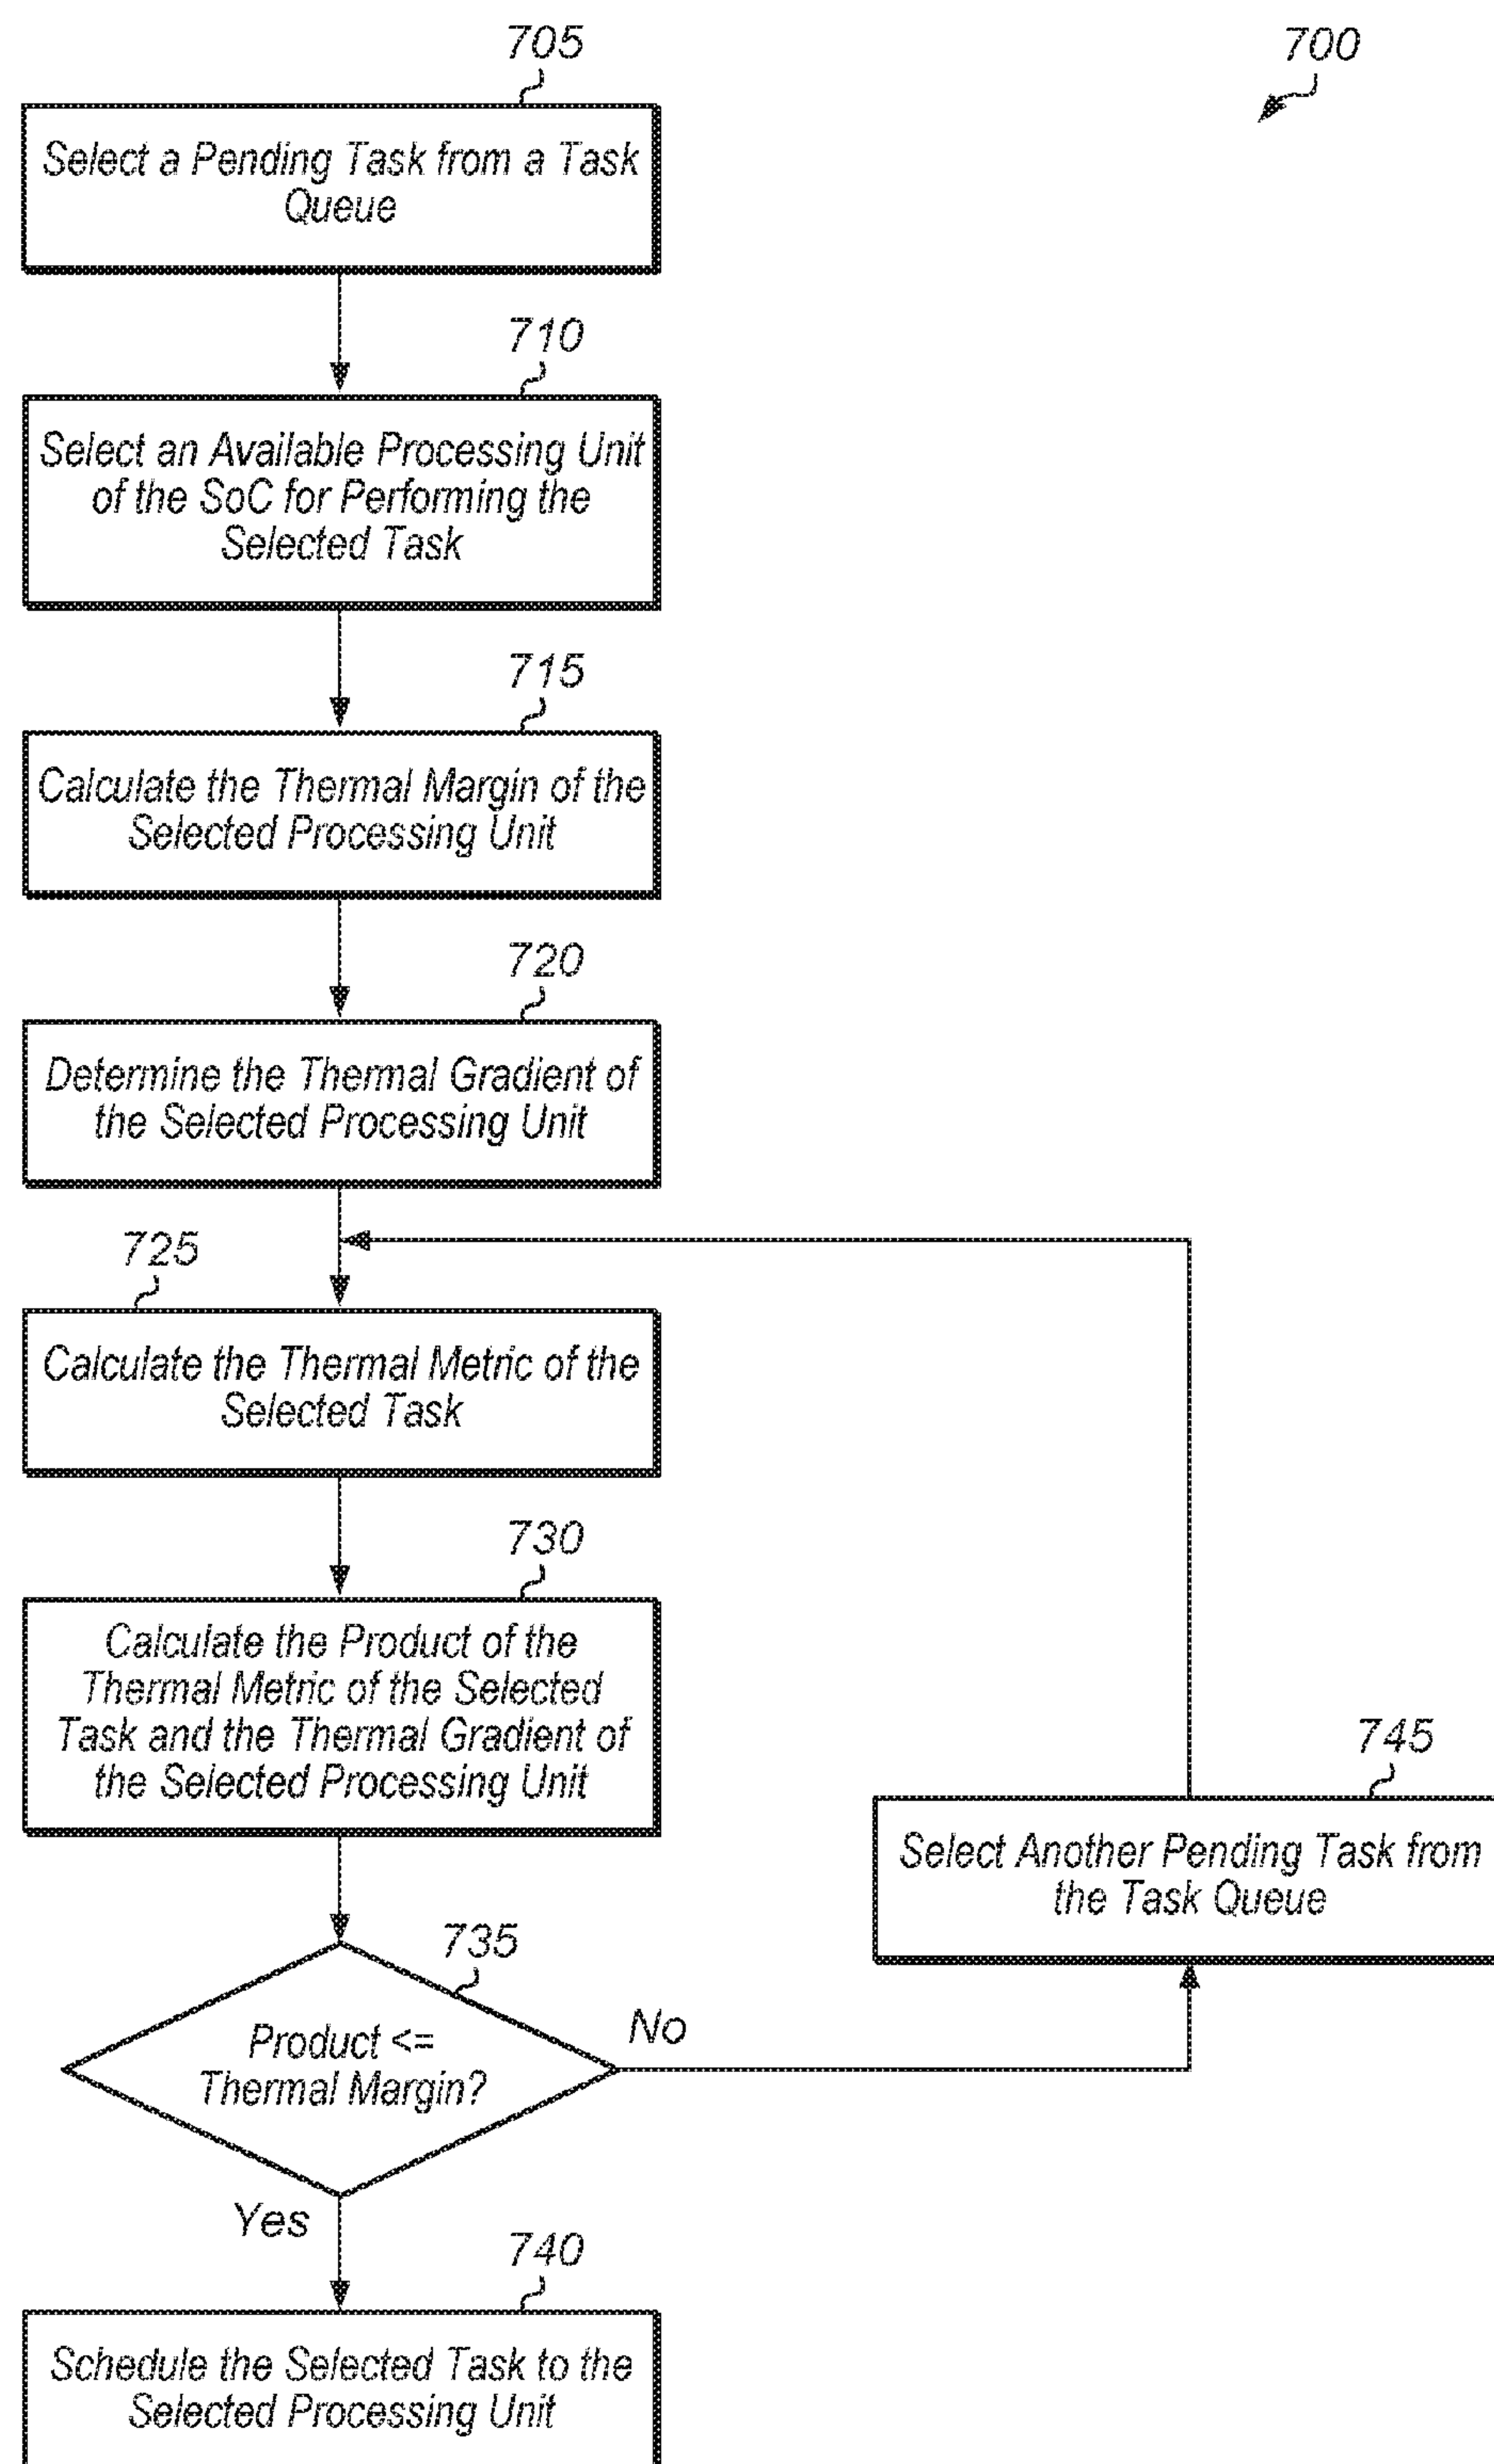 705
700
Select a Pending Task from a Task
Queue
710
Select an Available Processing Unit
of the SoC for Performing the
Selected Task
715
Calculate the Thermal Margin of the
Selected Processing Unit
720
Determine the Thermal Gradient of
the Selected Processing Unit
725
Calculate the Thermal Metric of the
Selected Task
730
Calculate the Product of the
Thermal Metric of the Selected
Task and the Thermal Gradient of
the Selected Processing Unit
745
Select Another Pending Task from
the Task Queue
735
Product <=
Thermal Margin?
No
Yes
740
Schedule the Selected Task to the
Selected Processing Unit